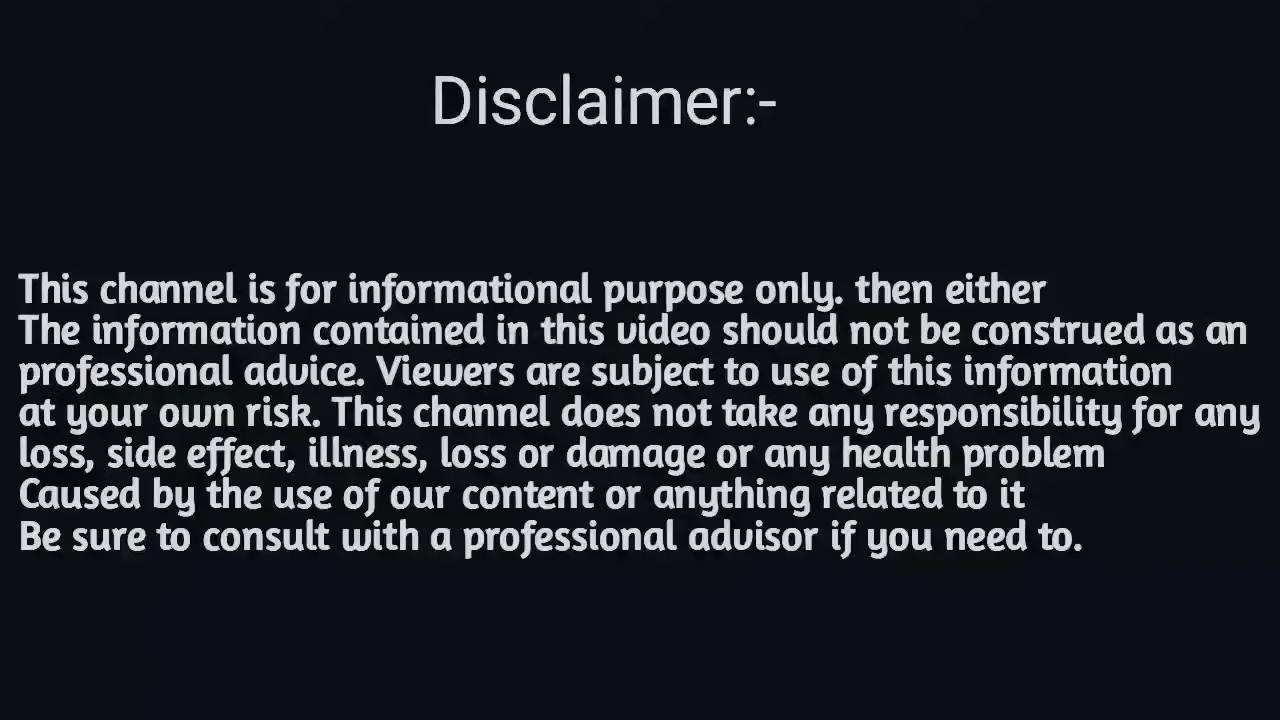 Disclaimer:-
This channel is for informational purpose only. then either
The information contained in this video should not be construed as an
professional advice. Viewers are subject to use of this information
at your own risk. This channel does not take any responsibility for any
loss, side effect, illness, loss or damage or any health problem
Caused by the use of our content or anything related to it
Be sure to consult with a professional advisor if you need to.